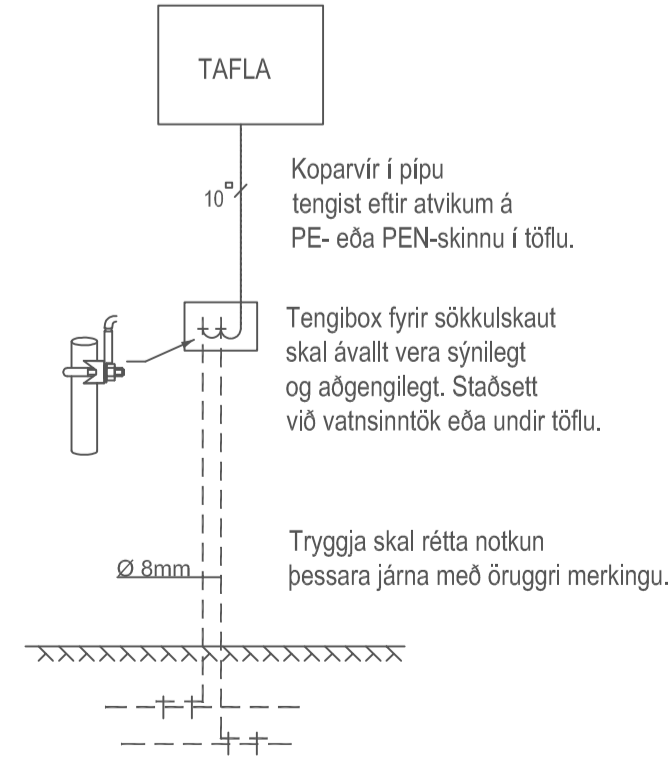 TAFLA
10▫
Koparvír í pípu
tengist eftir atvikum á
PE- eða PEN-skinnu í töflu.
Tengibox fyrir sökkulskaut
skal ávallt vera sýnilegt
og aðgengilegt. Staðsett
við vatnsinntök eða undir töflu.
Tryggja skal rétta notkun
þessara járna með öruggri merkingu.
Ø 8mm